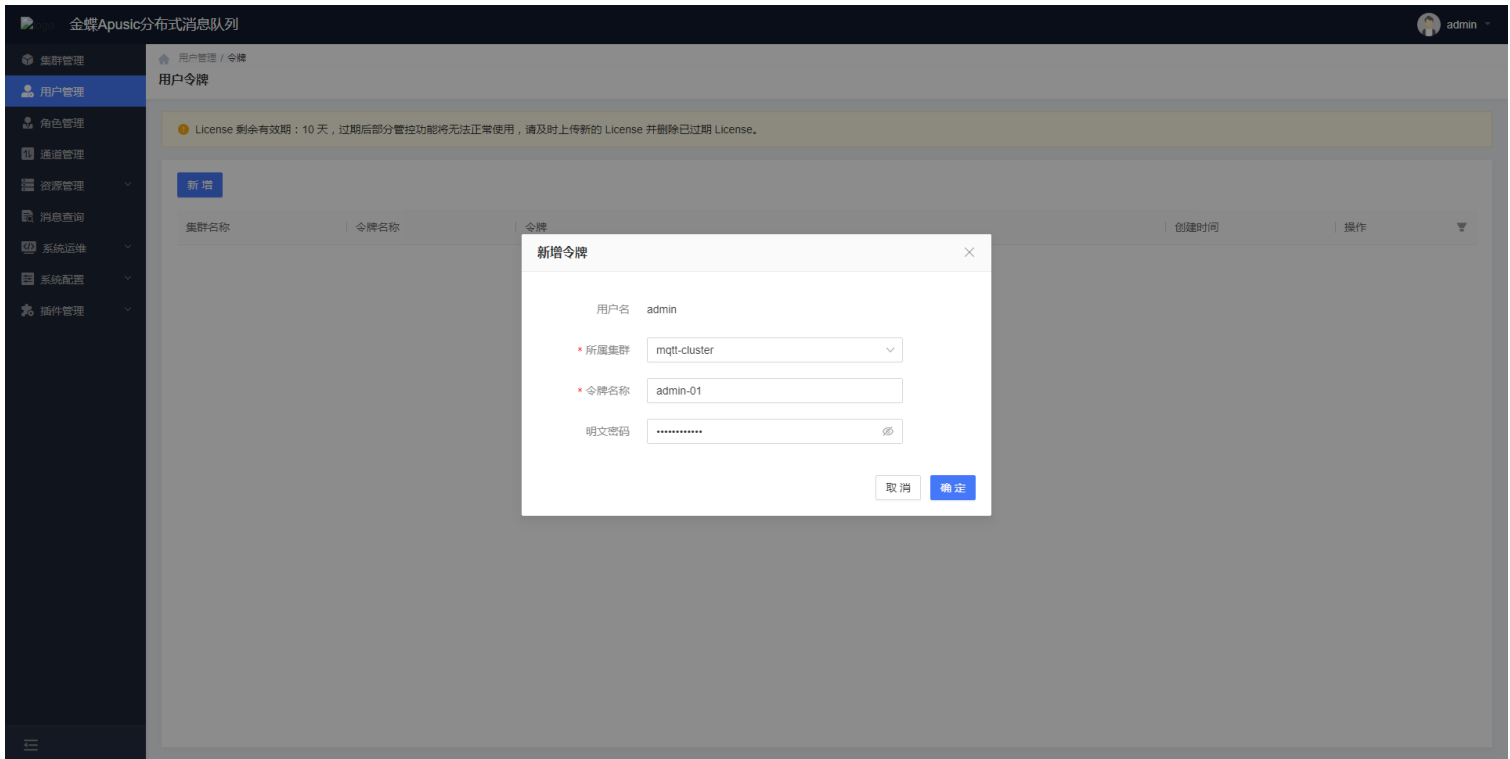 金蝶Apusic分布式消息队列
admin
集群管理
用户管理
角色管理
通道管理
资源管理
消息查询
系统运维
系统配置
插件管理
用户管理 / 令牌
用户令牌
License 剩余有效期：10 天，过期后部分管控功能将无法正常使用，请及时上传新的 License 并删除已过期 License。
新 增
集群名称 令牌名称 令牌 创建时间 操作
新增令牌
用户名 admin
* 所属集群 mqtt-cluster
* 令牌名称 admin-01
明文密码 ••••••••••••
取 消 确 定